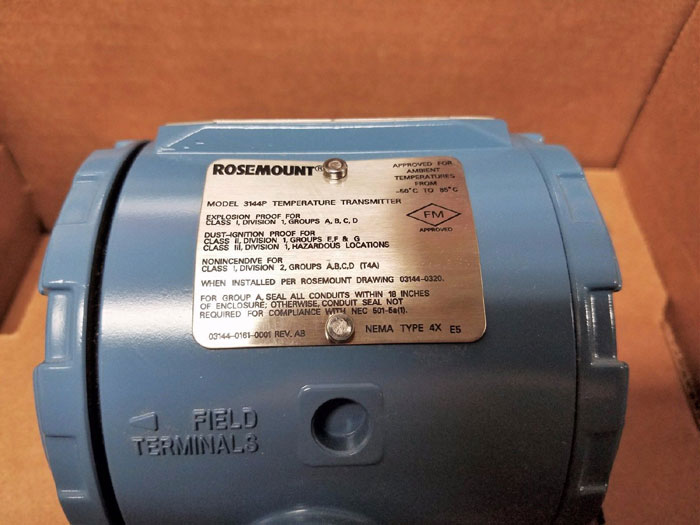 ROSEMOUNT®
APPROVED FOR
AMBIENT
TEMPERATURES
FROM
-50°C TO 85°C
MODEL 3144P TEMPERATURE TRANSMITTER
FM
APPROVED
EXPLOSION PROOF FOR
CLASS I, DIVISION 1, GROUPS A, B, C, D
DUST-IGNITION PROOF FOR
CLASS II, DIVISION 1, GROUPS E,F & G
CLASS III, DIVISION 1, HAZARDOUS LOCATIONS
NONINCENDIVE FOR
CLASS I, DIVISION 2, GROUPS A,B,C,D (T4A)
WHEN INSTALLED PER ROSEMOUNT DRAWING 03144-0320.
FOR GROUP A, SEAL ALL CONDUITS WITHIN 18 INCHES
OF ENCLOSURE; OTHERWISE, CONDUIT SEAL NOT
REQUIRED FOR COMPLIANCE WITH NEC 501-5a(1).
03144-0161-0001 REV. AB NEMA TYPE 4X E5
FIELD
TERMINALS